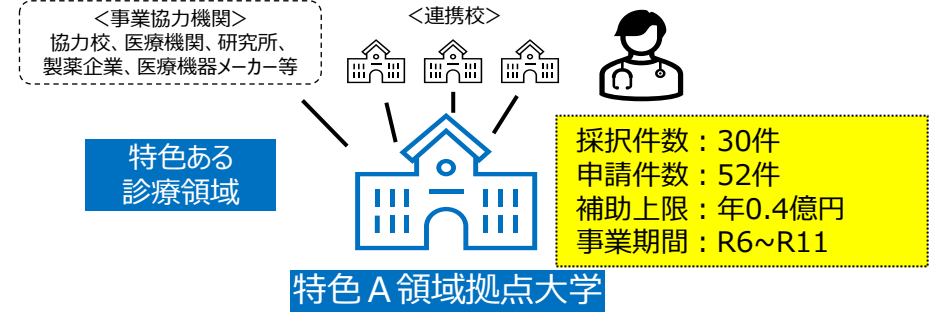 <事業協力機関>
協力校、医療機関、研究所、
製薬企業、医療機器メーカー等
<連携校>
特色ある
診療領域
採択件数：30件
申請件数：52件
補助上限：年0.4億円
事業期間：R6~R11
特色A領域拠点大学